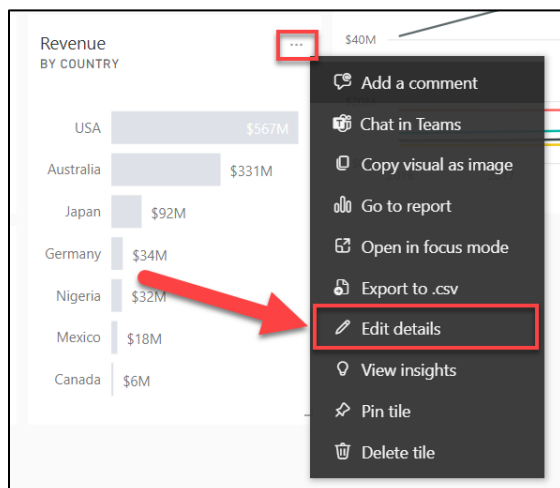 Revenue
BY COUNTRY
...
$40M
USA $567M
Australia $331M
Japan $92M
Germany $34M
Nigeria $32M
Mexico $18M
Canada $6M
Add a comment
Chat in Teams
Copy visual as image
Go to report
Open in focus mode
Export to .csv
Edit details
View insights
Pin tile
Delete tile